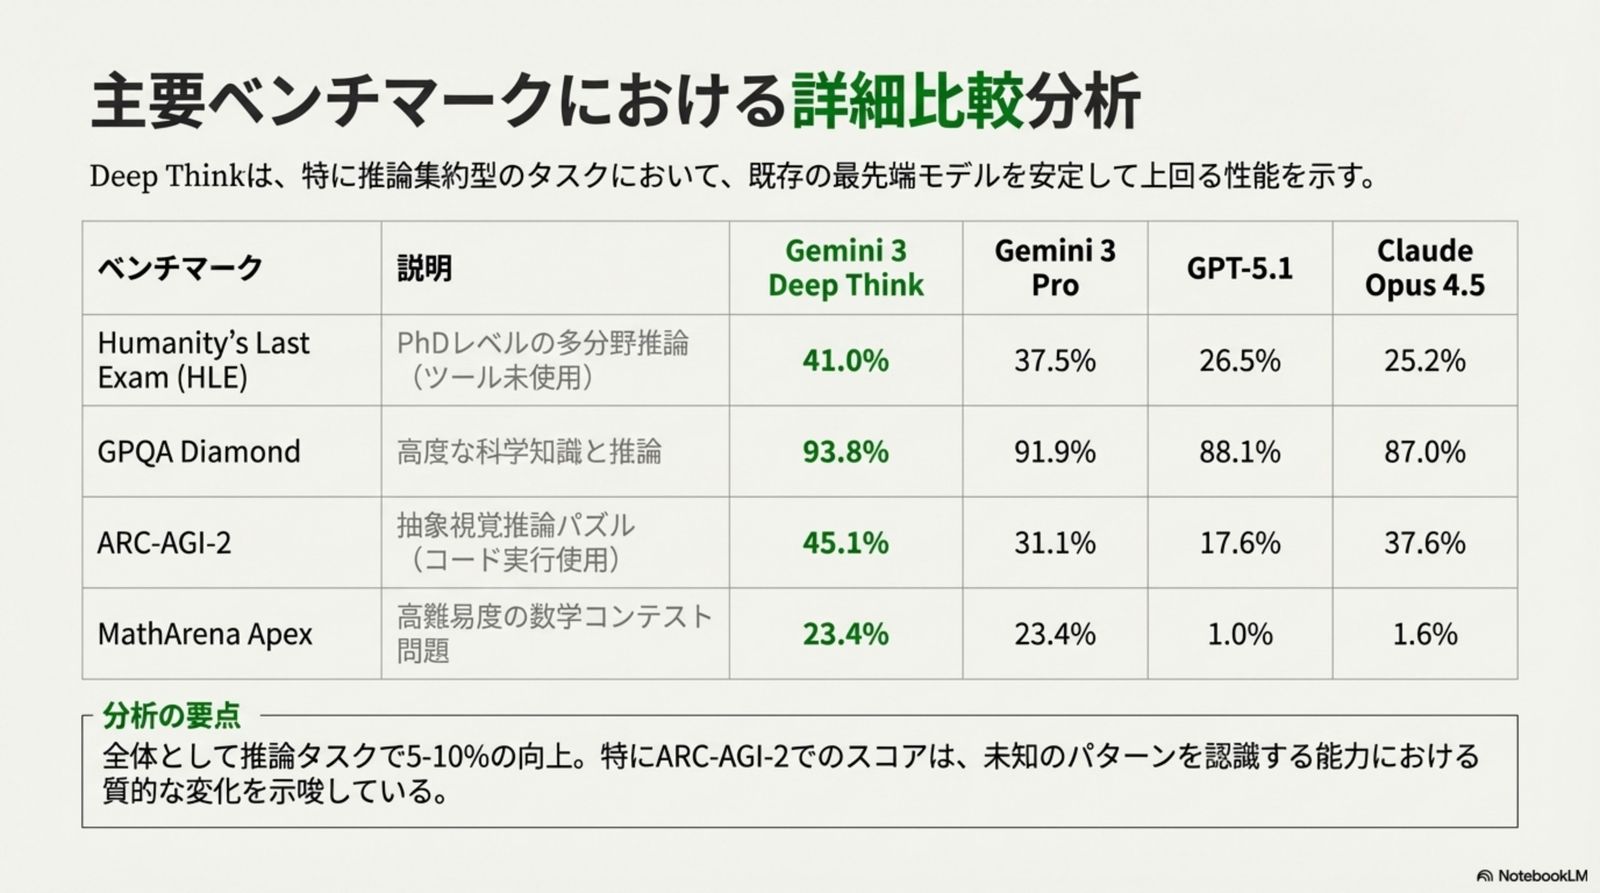 主要ベンチマークにおける詳細比較分析
Deep Thinkは、特に推論集約型のタスクにおいて、既存の最先端モデルを安定して上回る性能を示す。
ベンチマーク
説明
Gemini 3
Deep Think
Gemini 3
Pro
GPT-5.1
Claude
Opus 4.5
Humanity’s Last
Exam (HLE)
PhDレベルの多分野推論
（ツール未使用）
41.0%
37.5%
26.5%
25.2%
GPQA Diamond
高度な科学知識と推論
93.8%
91.9%
88.1%
87.0%
ARC-AGI-2
抽象視覚推論パズル
（コード実行使用）
45.1%
31.1%
17.6%
37.6%
MathArena Apex
高難易度の数学コンテスト
問題
23.4%
23.4%
1.0%
1.6%
分析の要点
全体として推論タスクで5-10%の向上。特にARC-AGI-2でのスコアは、未知のパターンを認識する能力における
質的な変化を示唆している。
NotebookLM